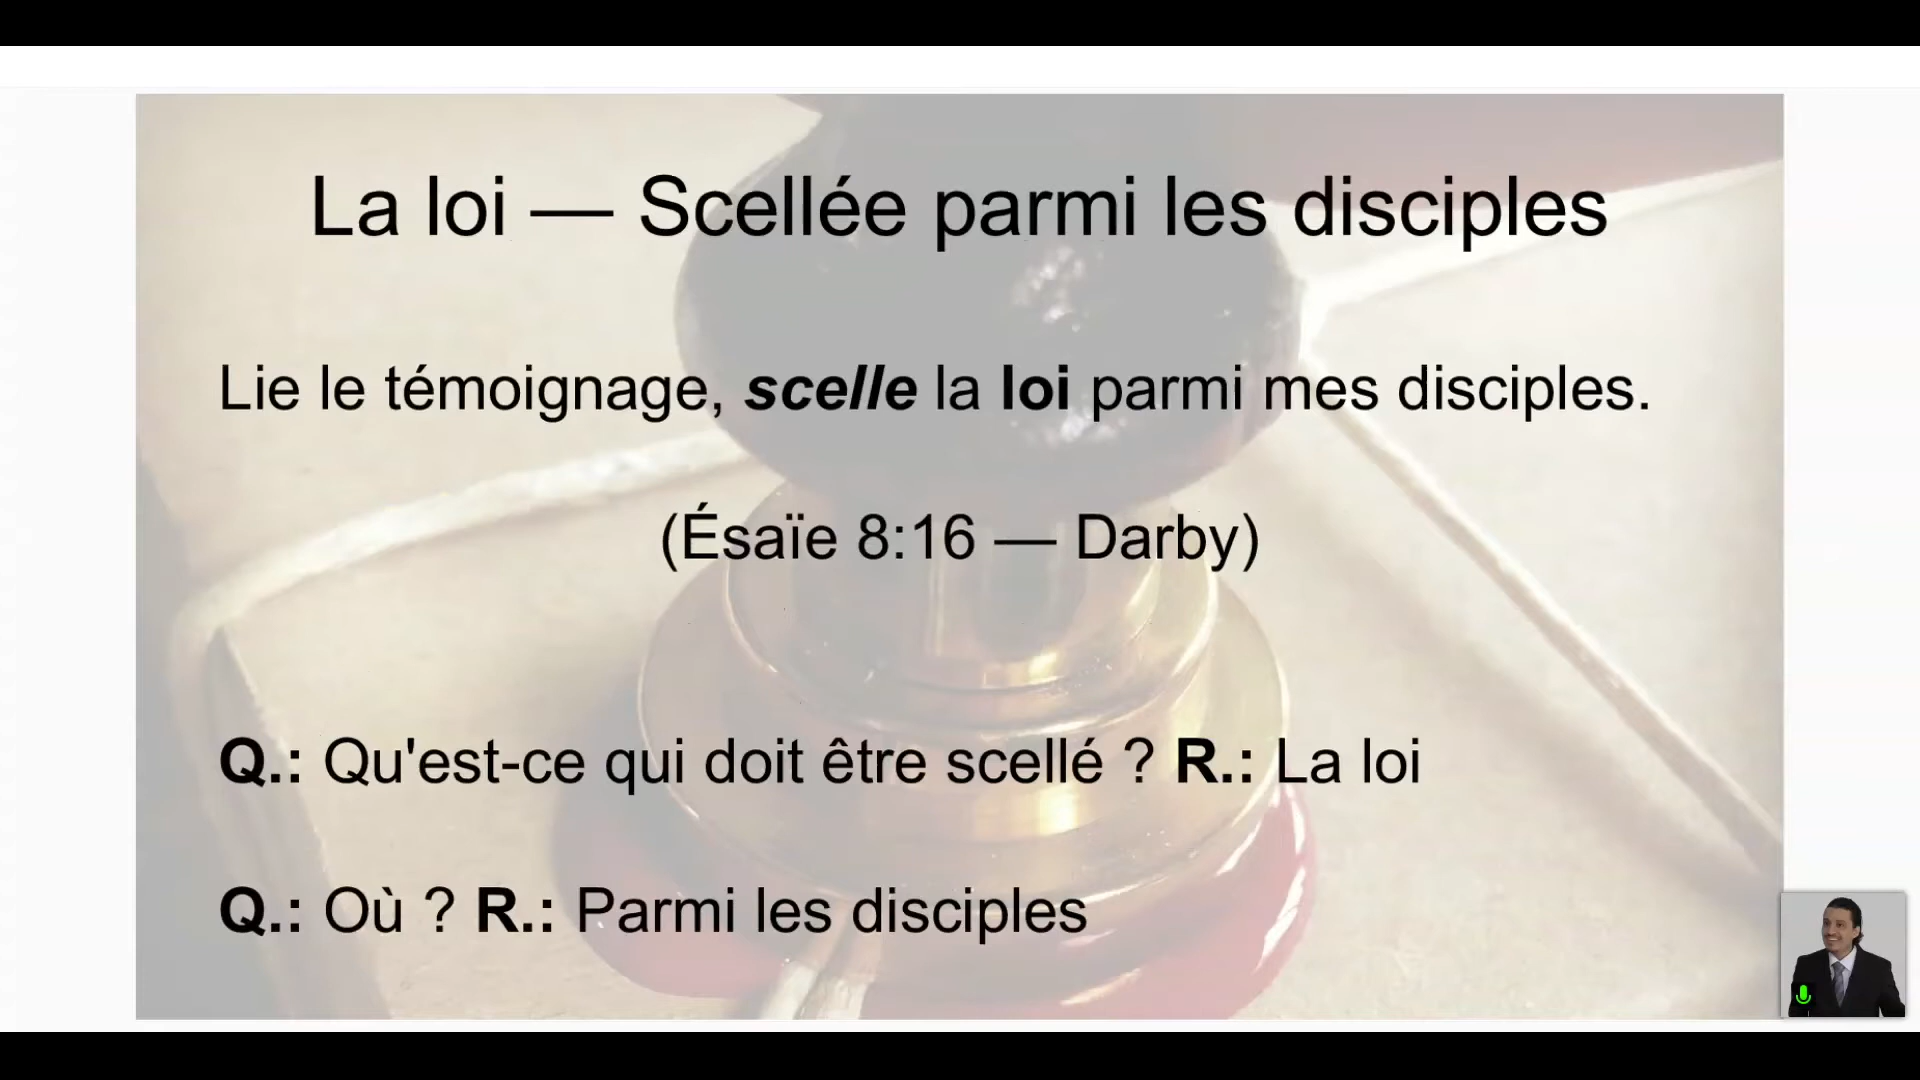 La loi — Scellée parmi les disciples
Lie le témoignage, scelle la loi parmi mes disciples.
(Ésaïe 8:16 — Darby)
Q.: Qu'est-ce qui doit être scellé ? R.: La loi
Q.: Où ? R.: Parmi les disciples